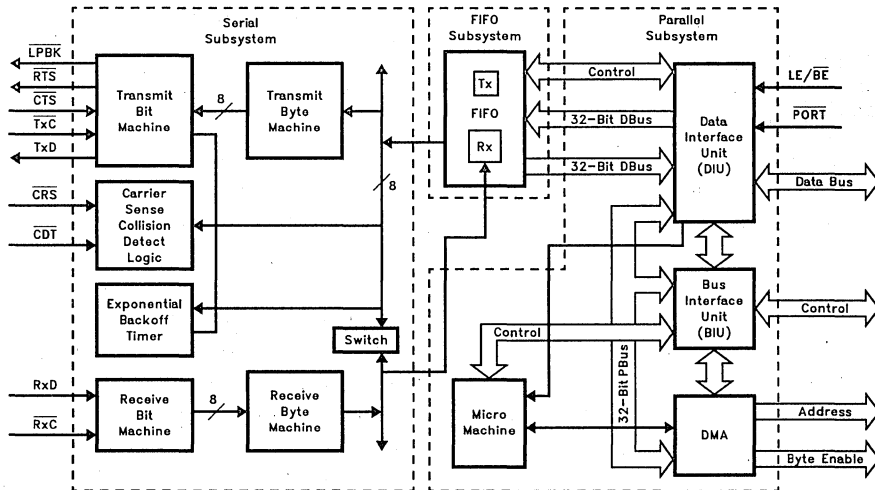 Serial
Subsystem
FIFO
Subsystem
Parallel
Subsystem
LPBK
RTS
CTS
TxC
TxD
Transmit
Bit
Machine
8
Transmit
Byte
Machine
8
Tx
FIFO
Rx
Control
32-Bit DBus
32-Bit DBus
Data
Interface
Unit
(DIU)
LE/BE
PORT
Data Bus
CRS
CDT
Carrier
Sense
Collision
Detect
Logic
Exponential
Backoff
Timer
Switch
Control
32-Bit PBus
Bus
Interface
Unit
(BIU)
Control
RxD
RxC
Receive
Bit
Machine
8
Receive
Byte
Machine
Micro
Machine
DMA
Address
Byte Enable